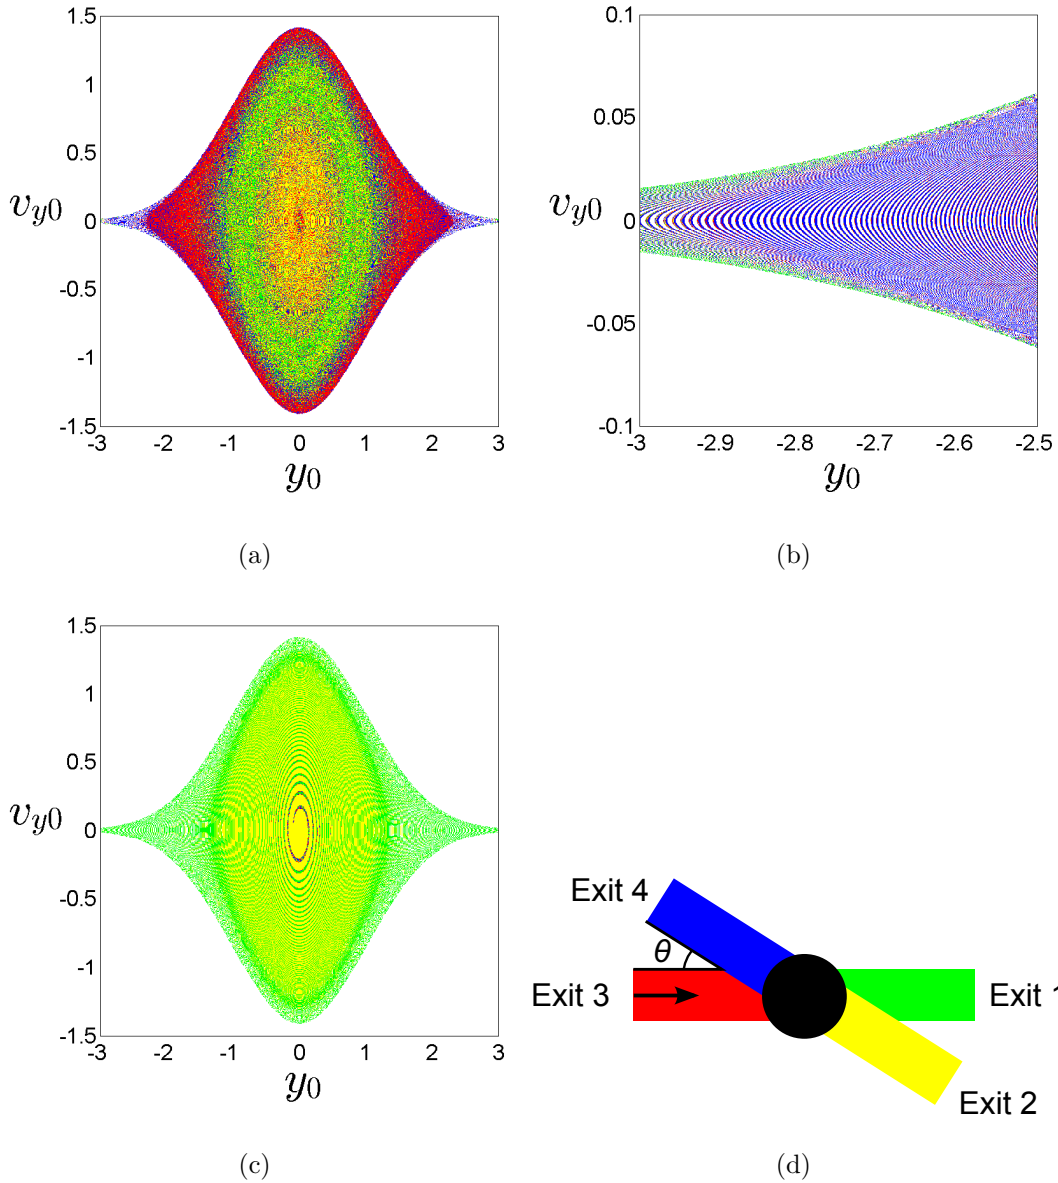 1.5
1
0.5
0
-0.5
-1
-1.5
v_{y0}
-3 -2 -1 0 1 2 3
y_0
(a)
0.1
0.05
0
-0.05
-0.1
v_{y0}
-3 -2.9 -2.8 -2.7 -2.6 -2.5
y_0
(b)
1.5
1
0.5
0
-0.5
-1
-1.5
v_{y0}
-3 -2 -1 0 1 2 3
y_0
(c)
Exit 4
θ
Exit 3
Exit 1
Exit 2
(d)